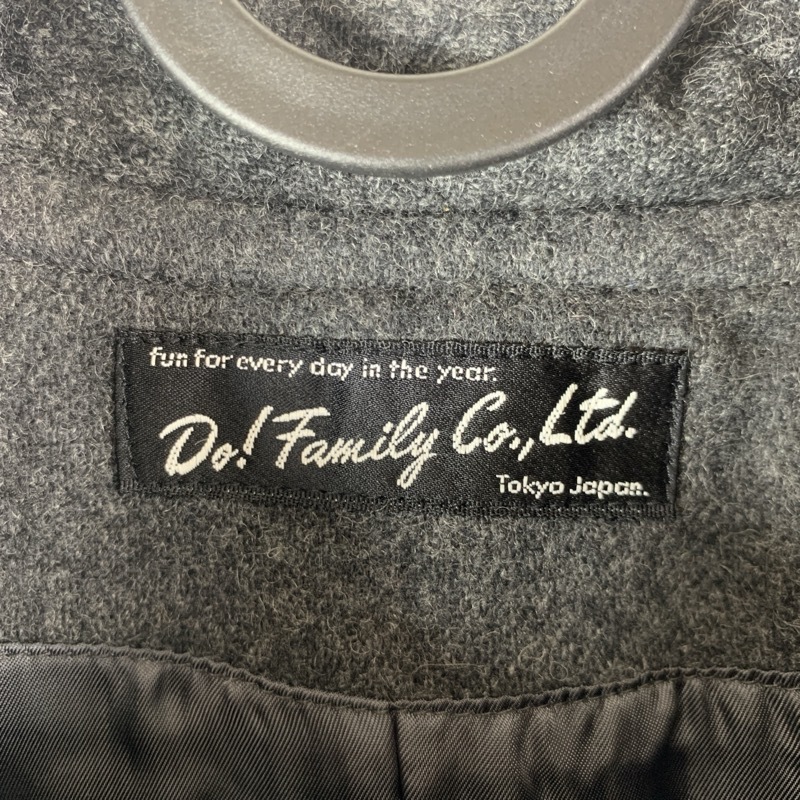 fun for every day in the year.
Do! Family Co., Ltd.
Tokyo Japan.